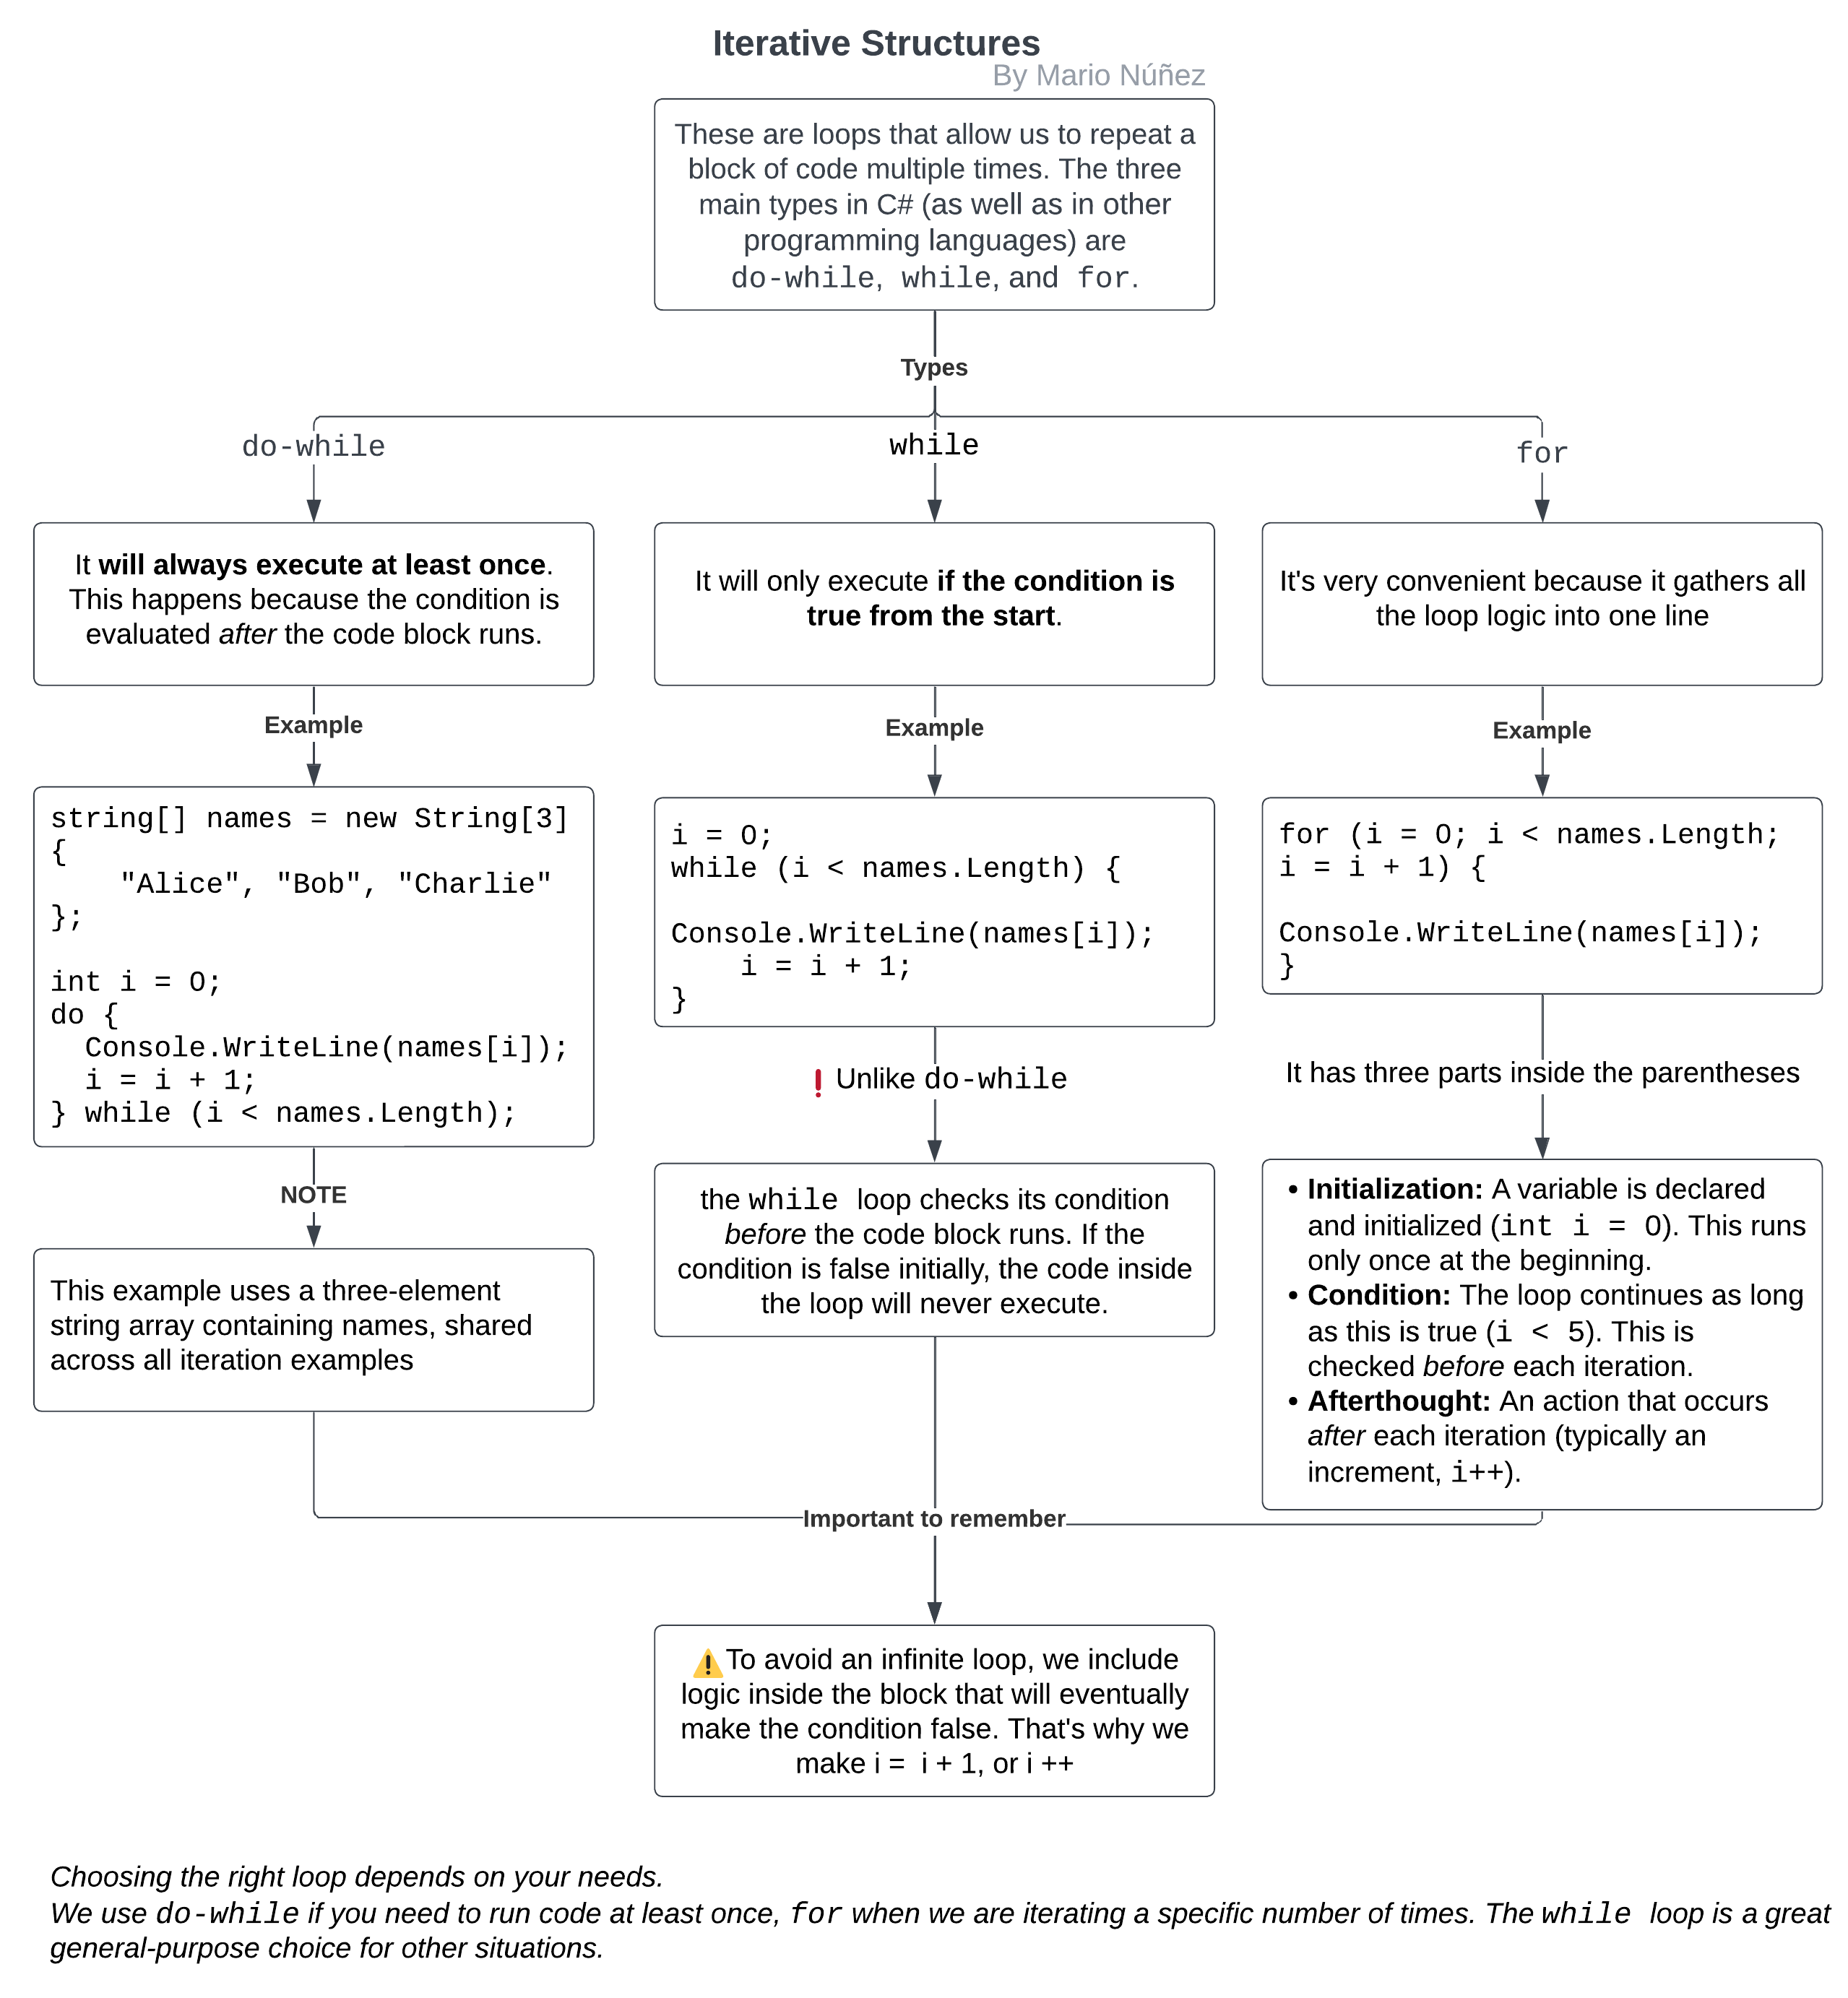 Iterative Structures
By Mario Núñez
These are loops that allow us to repeat a
block of code multiple times. The three
main types in C# (as well as in other
programming languages) are
do-while, while, and for.
Types
do-while
It will always execute at least once.
This happens because the condition is
evaluated after the code block runs.
Example
string[] names = new String[3]
{
    "Alice", "Bob", "Charlie"
};

int i = 0;
do {
  Console.WriteLine(names[i]);
  i = i + 1;
} while (i < names.Length);
NOTE
This example uses a three-element
string array containing names, shared
across all iteration examples
while
It will only execute if the condition is
true from the start.
Example
i = 0;
while (i < names.Length) {

Console.WriteLine(names[i]);
    i = i + 1;
}
❗ Unlike do-while
the while loop checks its condition
before the code block runs. If the
condition is false initially, the code inside
the loop will never execute.
for
It's very convenient because it gathers all
the loop logic into one line
Example
for (i = 0; i < names.Length;
i = i + 1) {

Console.WriteLine(names[i]);
}
It has three parts inside the parentheses
• Initialization: A variable is declared
and initialized (int i = 0). This runs
only once at the beginning.
• Condition: The loop continues as long
as this is true (i < 5). This is
checked before each iteration.
• Afterthought: An action that occurs
after each iteration (typically an
increment, i++).
Important to remember
⚠️To avoid an infinite loop, we include
logic inside the block that will eventually
make the condition false. That's why we
make i =  i + 1, or i ++
Choosing the right loop depends on your needs.
We use do-while if you need to run code at least once, for when we are iterating a specific number of times. The while loop is a great
general-purpose choice for other situations.